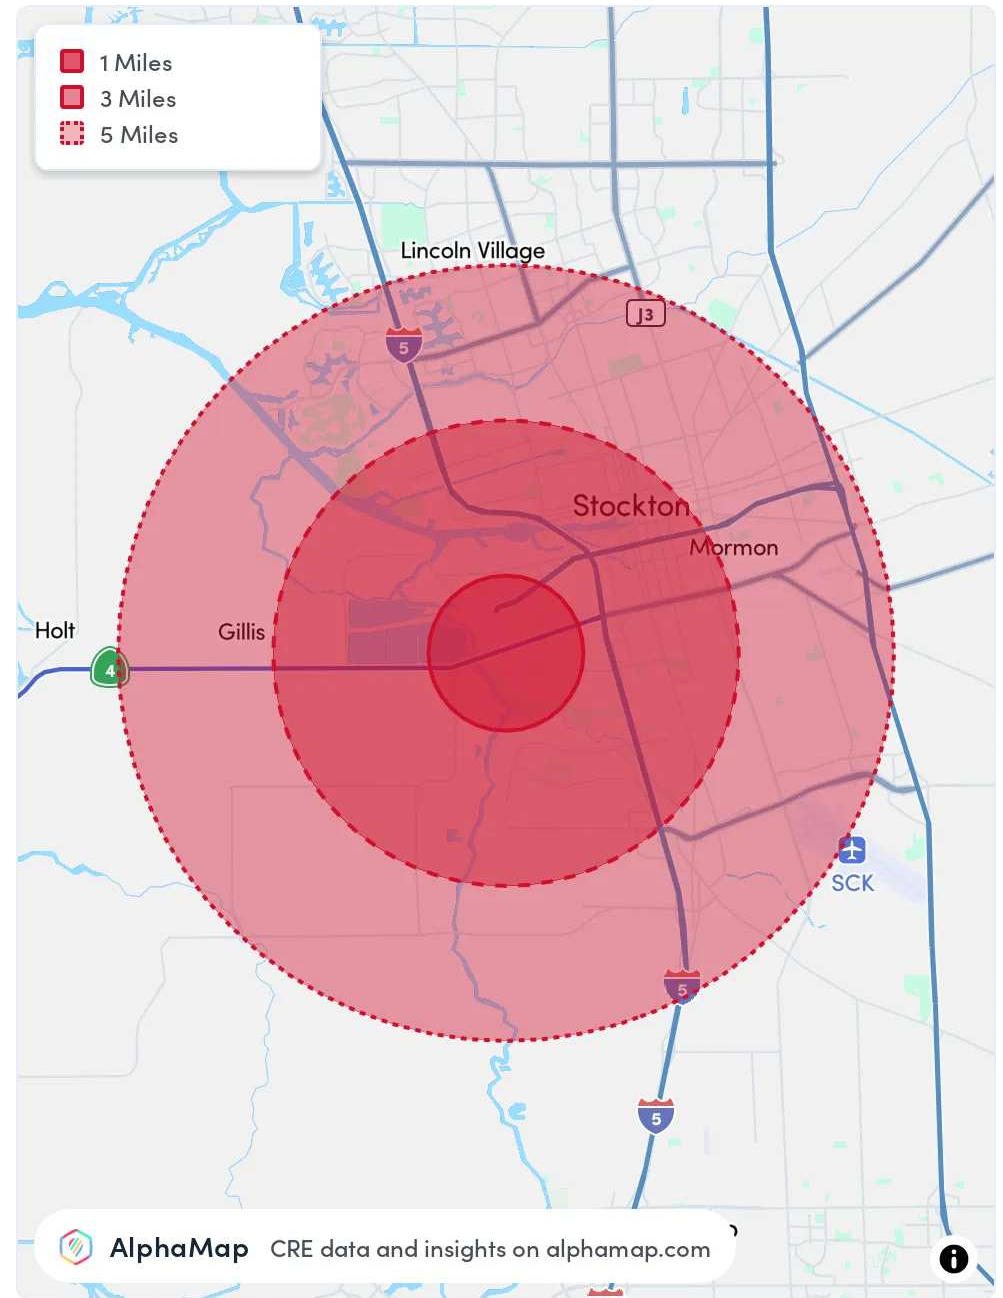 1 Miles
3 Miles
5 Miles
Lincoln Village
J3
5
Stockton
Mormon
Holt
Gillis
4
SCK
5
5
AlphaMap CRE data and insights on alphamap.com